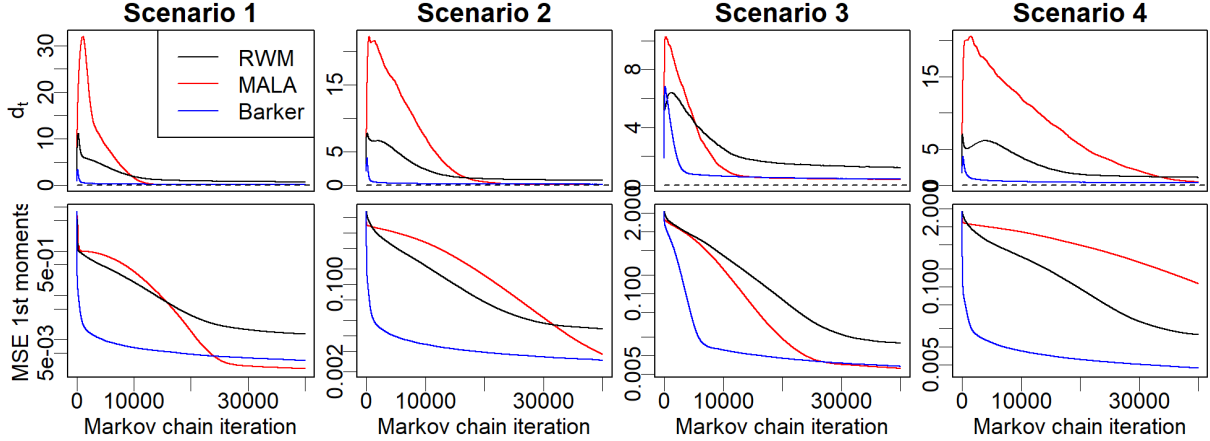 Scenario 1 Scenario 2 Scenario 3 Scenario 4
RWM
MALA
Barker
d_t
0 10 20 30
0 5 15
0 4 8
0 5 15
MSE 1st moments
5e-03 5e-01
0.002 0.100
0.005 0.100 2.000
0.005 0.100 2.000
0 10000 30000
0 10000 30000
0 10000 30000
0 10000 30000
Markov chain iteration Markov chain iteration Markov chain iteration Markov chain iteration